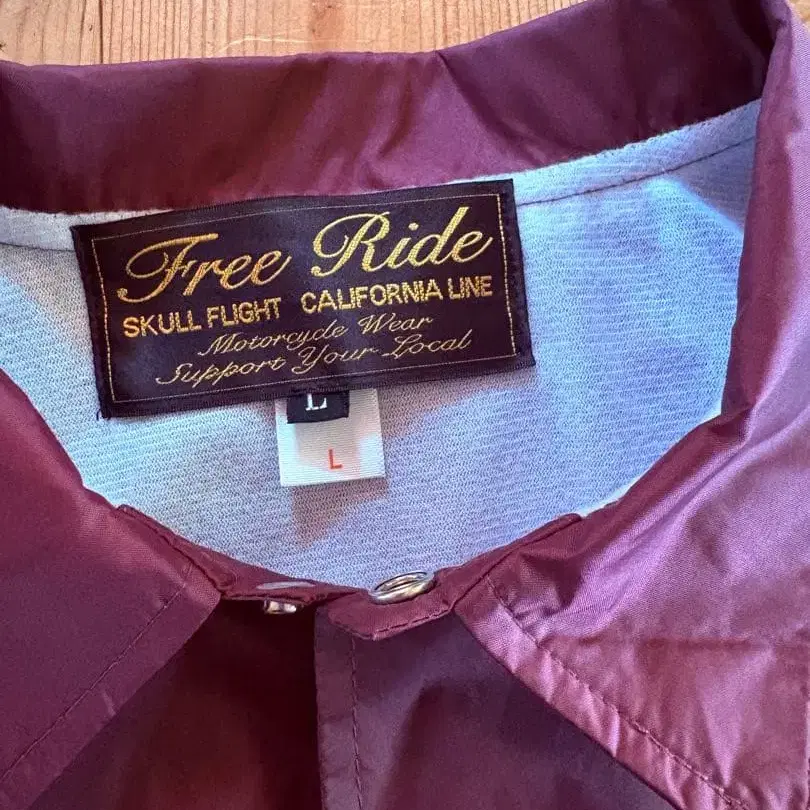 Free Ride
SKULL FLIGHT CALIFORNIA LINE
Motorcycle Wear
Support Your Local
L
L